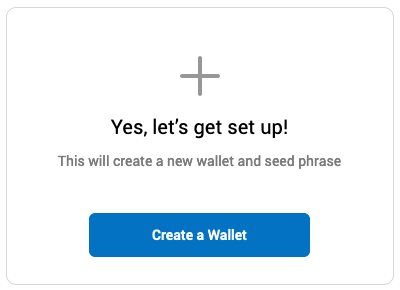 Yes, let’s get set up!
This will create a new wallet and seed phrase
Create a Wallet